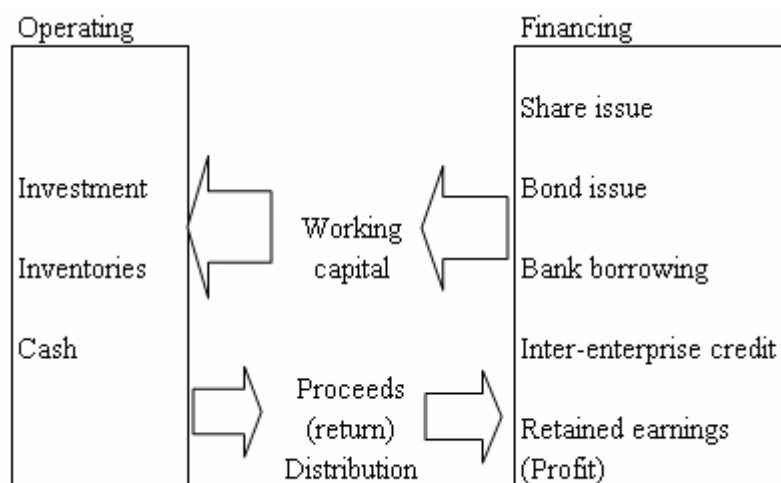 Operating
Financing
Share issue
Investment
Bond issue
Working
capital
Inventories
Bank borrowing
Cash
Inter-enterprise credit
Proceeds
(return)
Distribution
Retained earnings
(Profit)